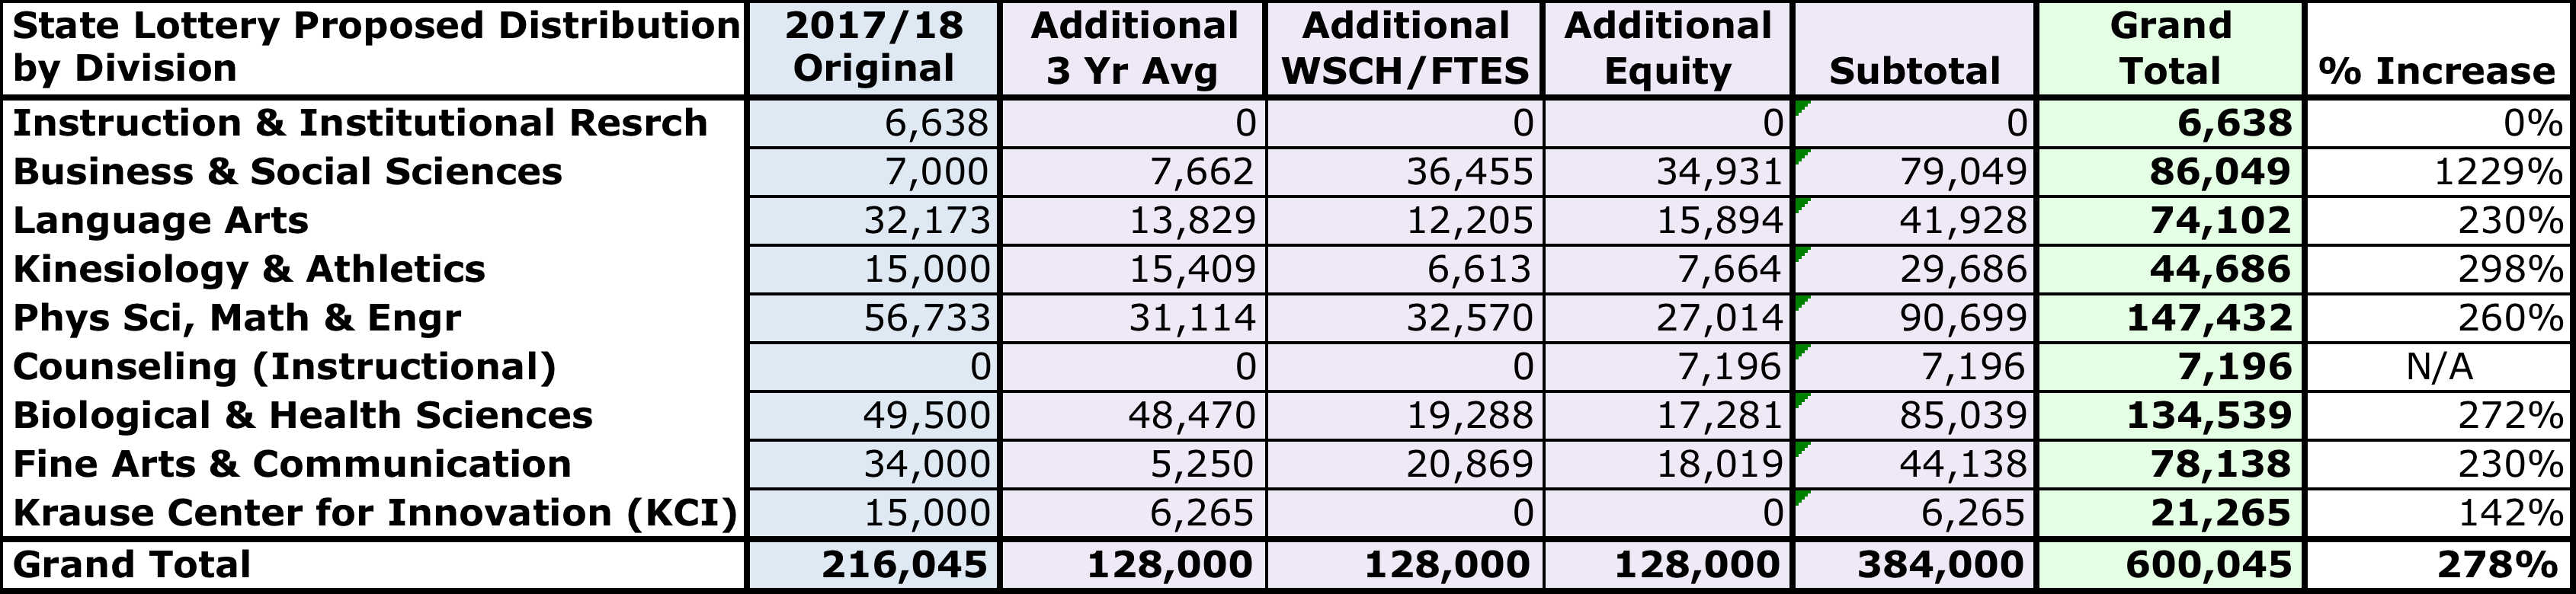 State Lottery Proposed Distribution by Division | 2017/18 Original | Additional 3 Yr Avg | Additional WSCH/FTES | Additional Equity | Subtotal | Grand Total | % Increase
Instruction & Institutional Resrch 6,638 0 0 0 0 6,638 0%
Business & Social Sciences 7,000 7,662 36,455 34,931 79,049 86,049 1229%
Language Arts 32,173 13,829 12,205 15,894 41,928 74,102 230%
Kinesiology & Athletics 15,000 15,409 6,613 7,664 29,686 44,686 298%
Phys Sci, Math & Engr 56,733 31,114 32,570 27,014 90,699 147,432 260%
Counseling (Instructional) 0 0 0 7,196 7,196 7,196 N/A
Biological & Health Sciences 49,500 48,470 19,288 17,281 85,039 134,539 272%
Fine Arts & Communication 34,000 5,250 20,869 18,019 44,138 78,138 230%
Krause Center for Innovation (KCI) 15,000 6,265 0 0 6,265 21,265 142%
Grand Total 216,045 128,000 128,000 128,000 384,000 600,045 278%